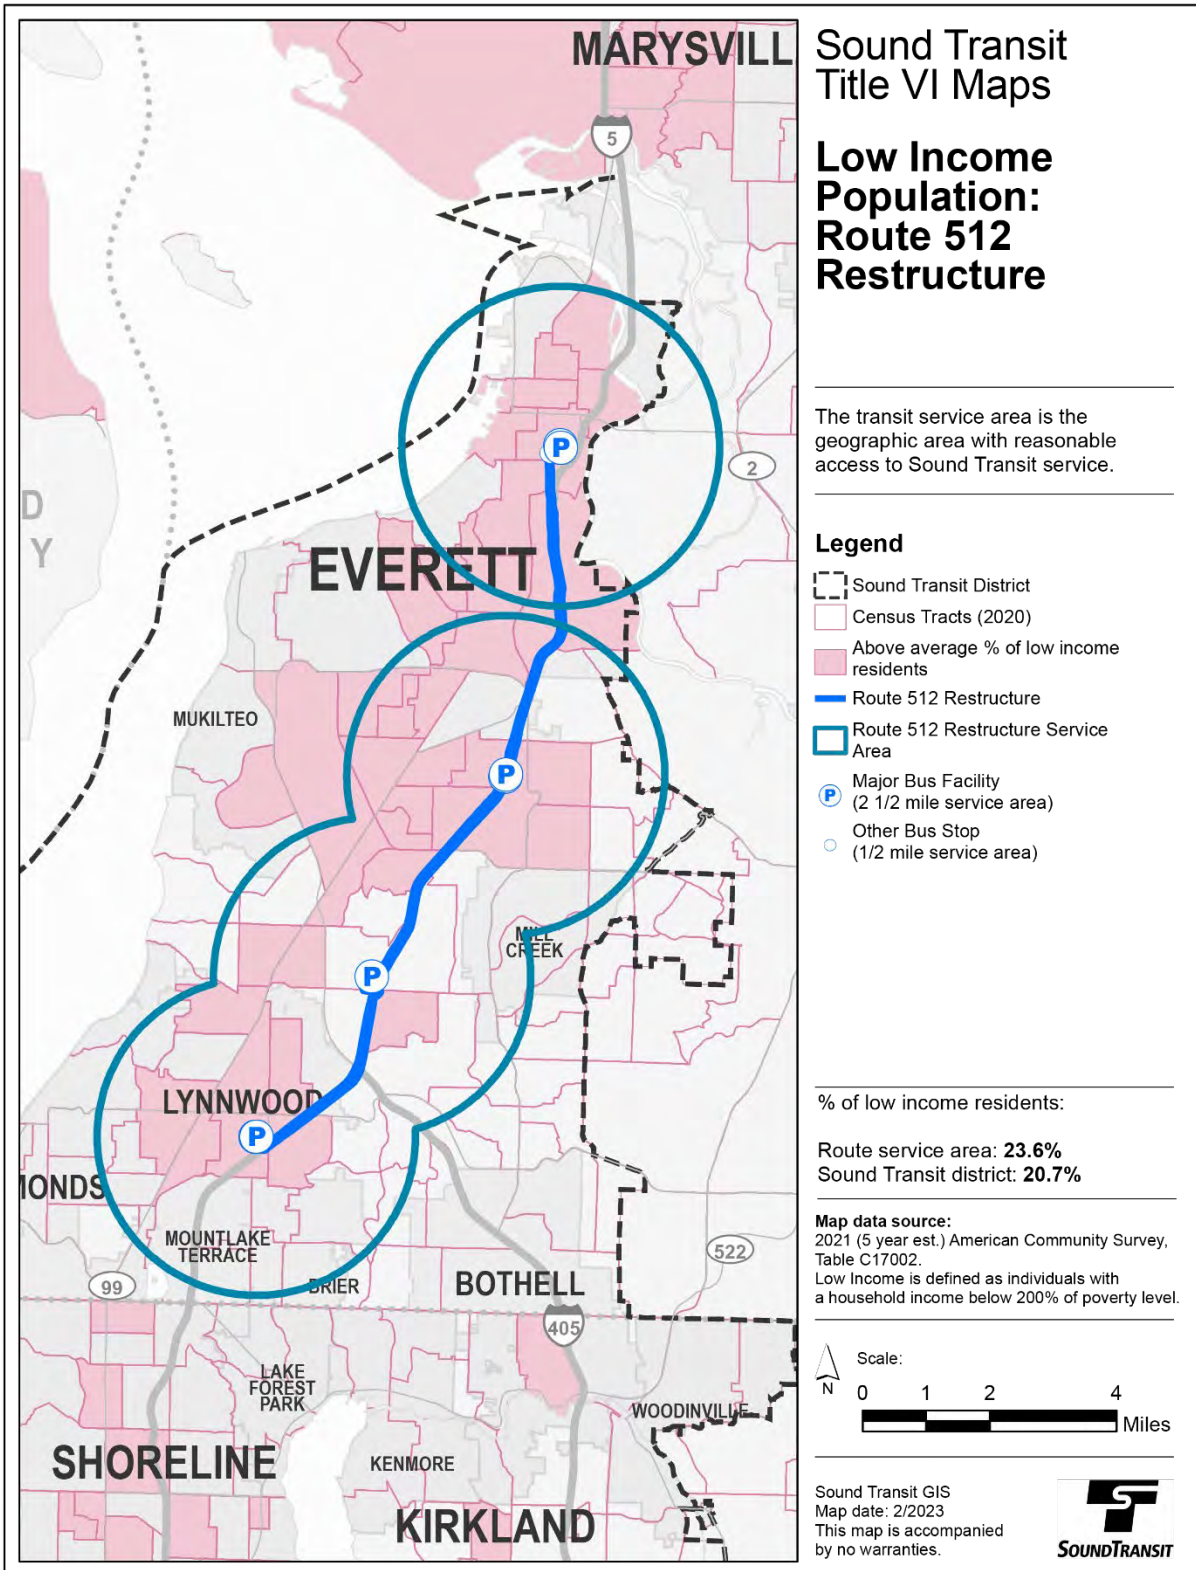 MARYSVILL
5
2
D
Y
EVERETT
MUKILTEO
P
P
MILL
CREEK
P
LYNNWOOD
P
MONDS
MOUNTLAKE
TERRACE
BRIER
BOTHELL
522
99
405
LAKE
FOREST
PARK
WOODINVILLE
SHORELINE
KENMORE
KIRKLAND
Sound Transit
Title VI Maps
Low Income
Population:
Route 512
Restructure
The transit service area is the
geographic area with reasonable
access to Sound Transit service.
Legend
Sound Transit District
Census Tracts (2020)
Above average % of low income
residents
Route 512 Restructure
Route 512 Restructure Service
Area
P
Major Bus Facility
(2 1/2 mile service area)
Other Bus Stop
(1/2 mile service area)
% of low income residents:
Route service area: 23.6%
Sound Transit district: 20.7%
Map data source:
2021 (5 year est.) American Community Survey,
Table C17002.
Low Income is defined as individuals with
a household income below 200% of poverty level.
N
Scale:
0 1 2 4
Miles
Sound Transit GIS
Map date: 2/2023
This map is accompanied
by no warranties.
SOUNDTRANSIT